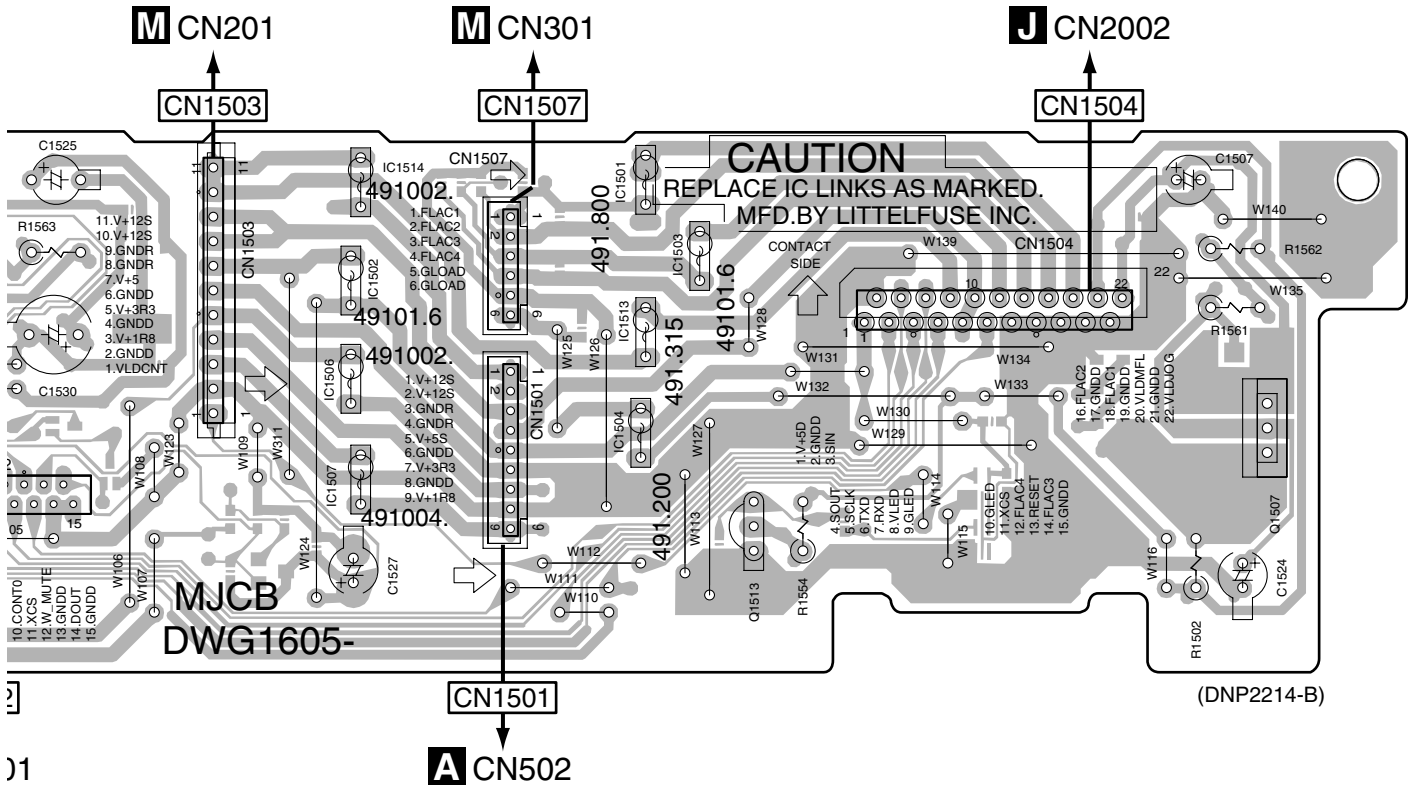 M CN201
M CN301
J CN2002
CN1503
CN1507
CN1504
C1525
R1563
11.V+12S
10.V+12S
9.GNDR
8.GNDR
7.V+5
6.GNDD
5.V+3R3
4.GNDD
3.V+1R8
2.GNDD
1.VLDCNT
C1530
11
11
CN1503
1
1
IC1514
491002.
IC1502
49101.6
491002.
IC1506
IC1507
491004.
CN1507
1.FLAC1
2.FLAC2
3.FLAC3
4.FLAC4
5.GLOAD
6.GLOAD
1
1
2
6
6
1.V+12S
2.V+12S
3.GNDR
4.GNDR
5.V+5S
6.GNDD
7.V+3R3
8.GNDD
9.V+1R8
1
1
2
CN1501
9
9
491.800
IC1501
CAUTION
REPLACE IC LINKS AS MARKED.
MFD.BY LITTELFUSE INC.
IC1503
49101.6
IC1513
491.315
IC1504
491.200
CONTACT
SIDE
W139
CN1504
10
22
22
1
1
C1507
W140
R1562
W135
R1561
W125
W126
W128
W131
W132
W134
W133
W130
W129
W127
W113
1.V+5D
2.GNDD
3.SIN
4.SOUT
5.SCLK
6.TXD
7.RXD
8.VLED
9.GLED
W114
W115
10.GLED
11.XCS
12.FLAC4
13.RESET
14.FLAC3
15.GNDD
16.FLAC2
17.GNDD
18.FLAC1
19.GNDD
20.VLDMFL
21.GNDD
22.VLDJOG
Q1507
W116
R1502
C1524
Q1513
R1554
W112
W111
W110
W123
W108
W109
W311
W124
C1527
W106
W107
05
15
10.CONT0
11.XCS
12.W_MUTE
13.GNDD
14.DOUT
15.GNDD
MJCB
DWG1605-
CN1501
(DNP2214-B)
A CN502
01